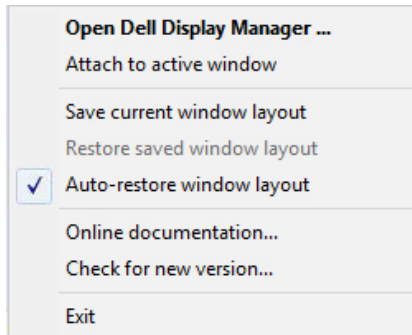 Open Dell Display Manager ...
Attach to active window
Save current window layout
Restore saved window layout
Auto-restore window layout
Online documentation...
Check for new version...
Exit